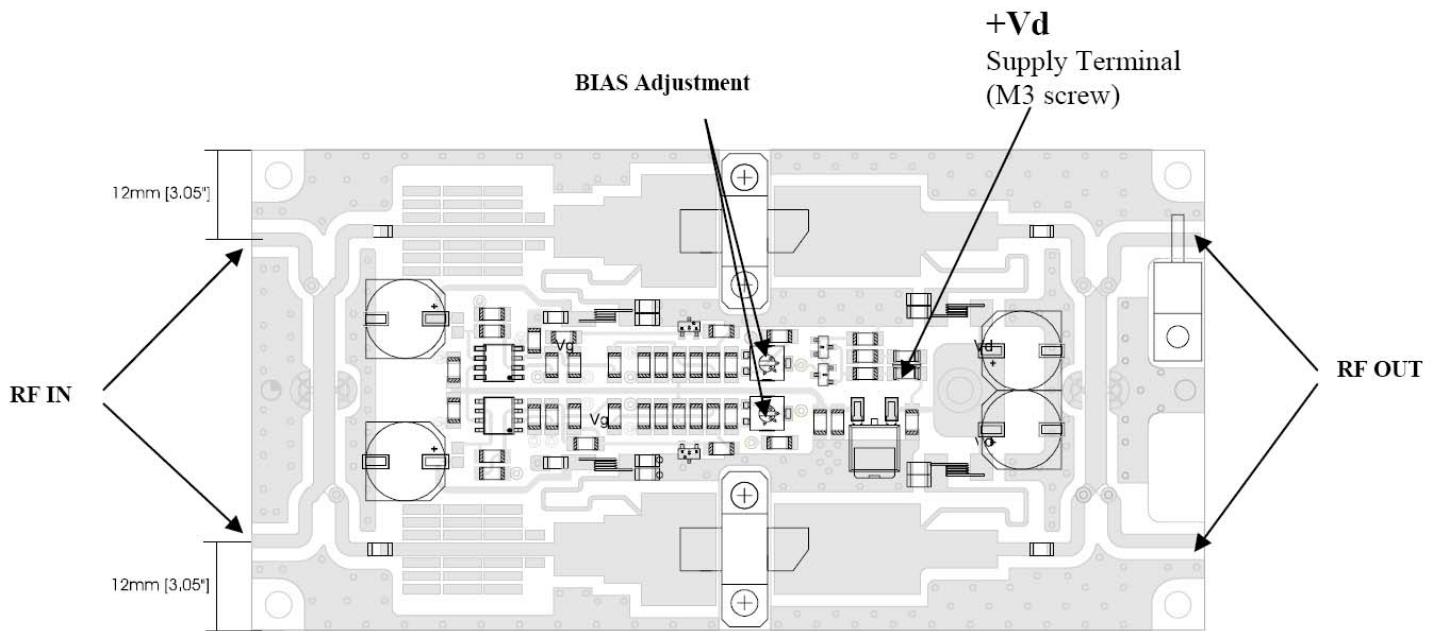 +Vd
Supply Terminal
(M3 screw)
BIAS Adjustment
12mm [3.05"]
Vg
Vd
RF IN
RF OUT
Vg
Vd
12mm [3.05"]